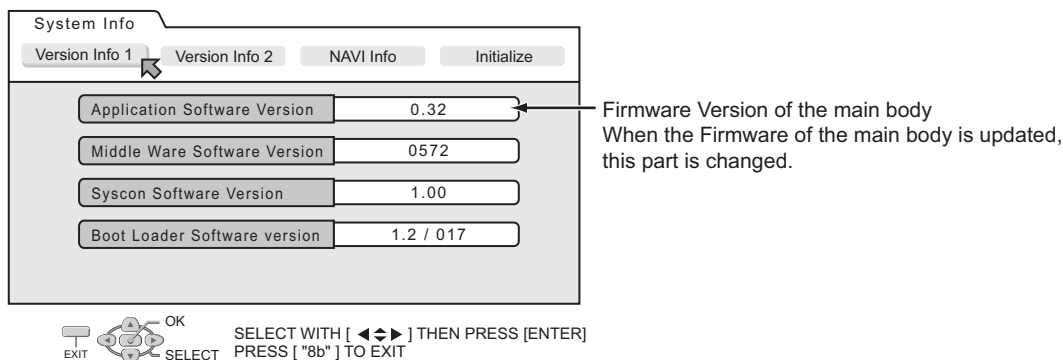 System Info
Version Info 1 Version Info 2 NAVI Info Initialize
Application Software Version 0.32
Middle Ware Software Version 0572
Syscon Software Version 1.00
Boot Loader Software version 1.2 / 017
Firmware Version of the main body
When the Firmware of the main body is updated,
this part is changed.
OK
EXIT
SELECT
SELECT WITH [ ] THEN PRESS [ENTER]
PRESS [ "8b" ] TO EXIT